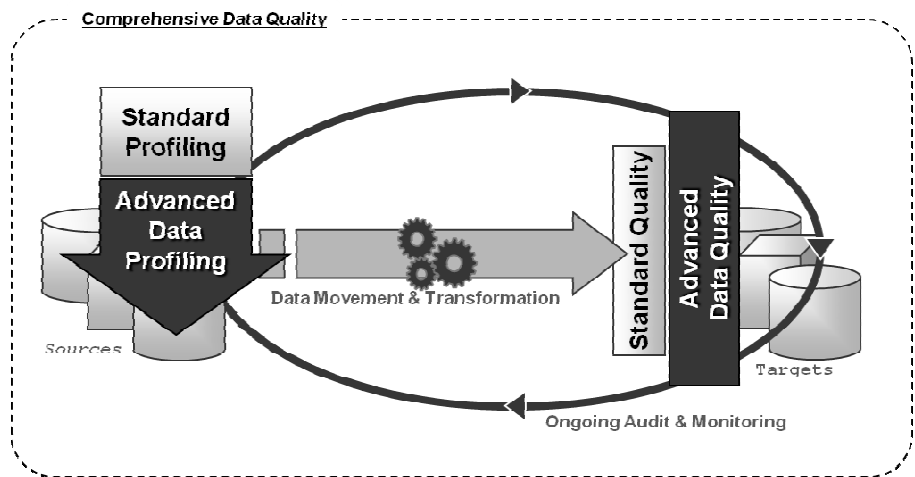 Comprehensive Data Quality
Standard
Profiling
Advanced
Data
Profiling
Sources
Data Movement & Transformation
Standard Quality
Advanced
Data Quality
Targets
Ongoing Audit & Monitoring